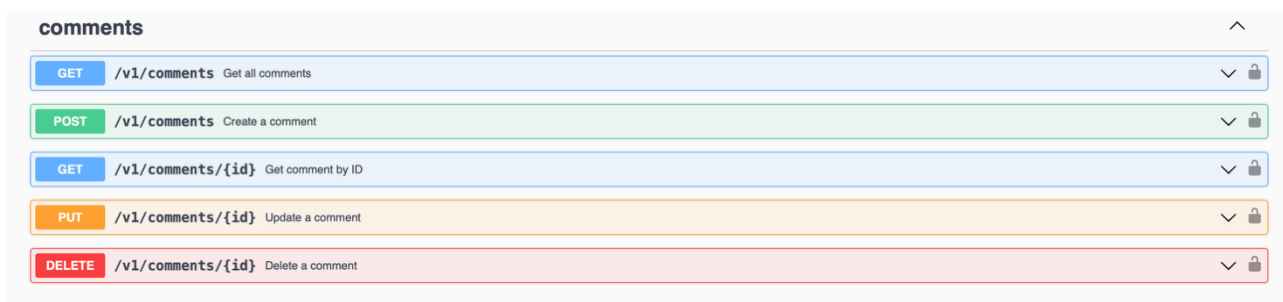 comments
GET /v1/comments Get all comments
POST /v1/comments Create a comment
GET /v1/comments/{id} Get comment by ID
PUT /v1/comments/{id} Update a comment
DELETE /v1/comments/{id} Delete a comment